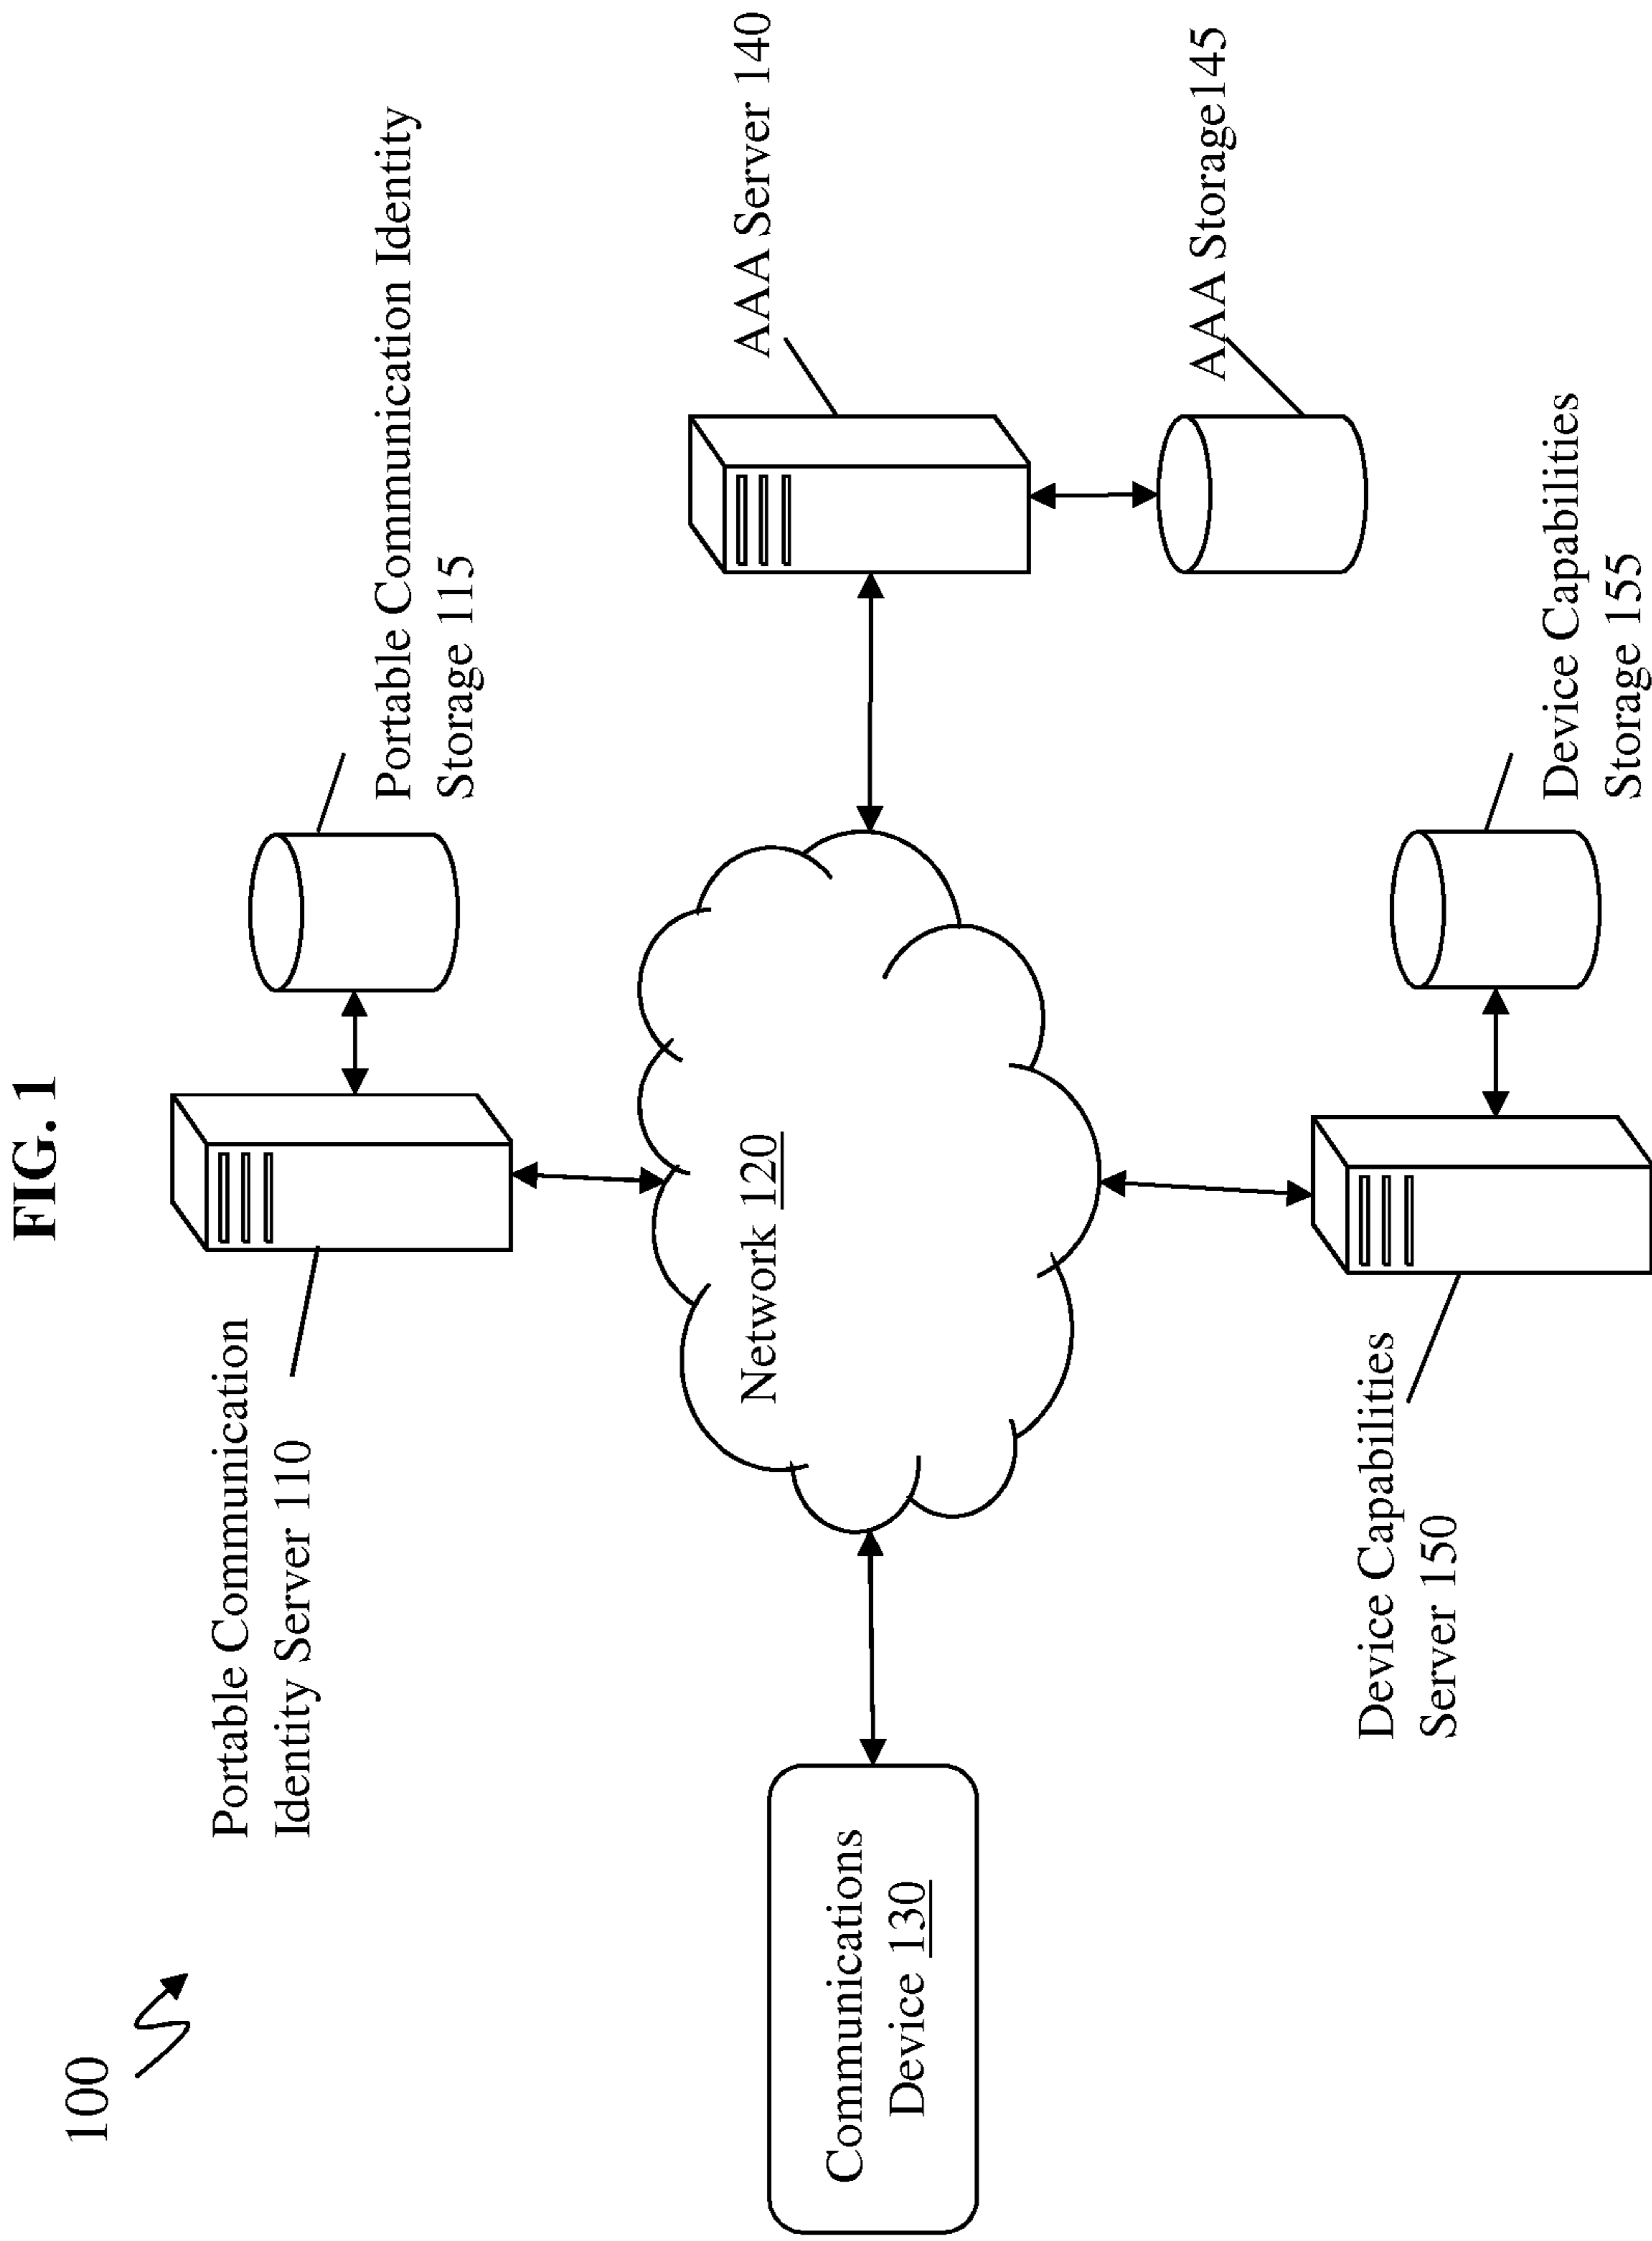 FIG. 1
100
Portable Communication
Identity Server 110
Portable Communication Identity
Storage 115
Network 120
Communications
Device 130
AAA Server 140
AAA Storage145
Device Capabilities
Server 150
Device Capabilities
Storage 155